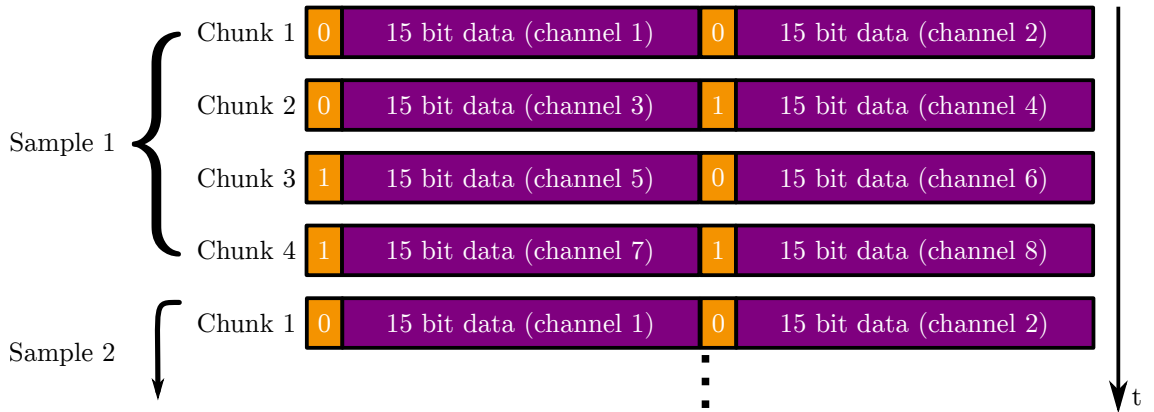 Chunk 1 0 15 bit data (channel 1) 0 15 bit data (channel 2)
Chunk 2 0 15 bit data (channel 3) 1 15 bit data (channel 4)
Sample 1
Chunk 3 1 15 bit data (channel 5) 0 15 bit data (channel 6)
Chunk 4 1 15 bit data (channel 7) 1 15 bit data (channel 8)
Chunk 1 0 15 bit data (channel 1) 0 15 bit data (channel 2)
Sample 2
t